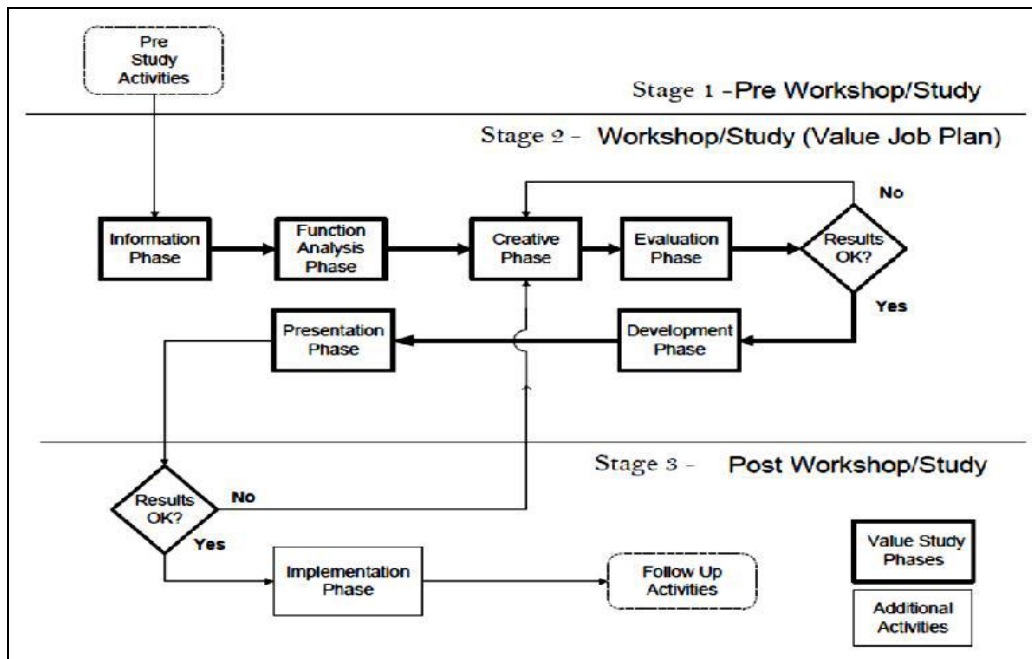 Pre
Study
Activities
Stage 1 - Pre Workshop/Study
Stage 2 - Workshop/Study (Value Job Plan)
No
Information
Phase
Function
Analysis
Phase
Creative
Phase
Evaluation
Phase
Results
OK?
Yes
Presentation
Phase
Development
Phase
Stage 3 - Post Workshop/Study
Results
OK?
No
Yes
Implementation
Phase
Follow Up
Activities
Value Study
Phases
Additional
Activities